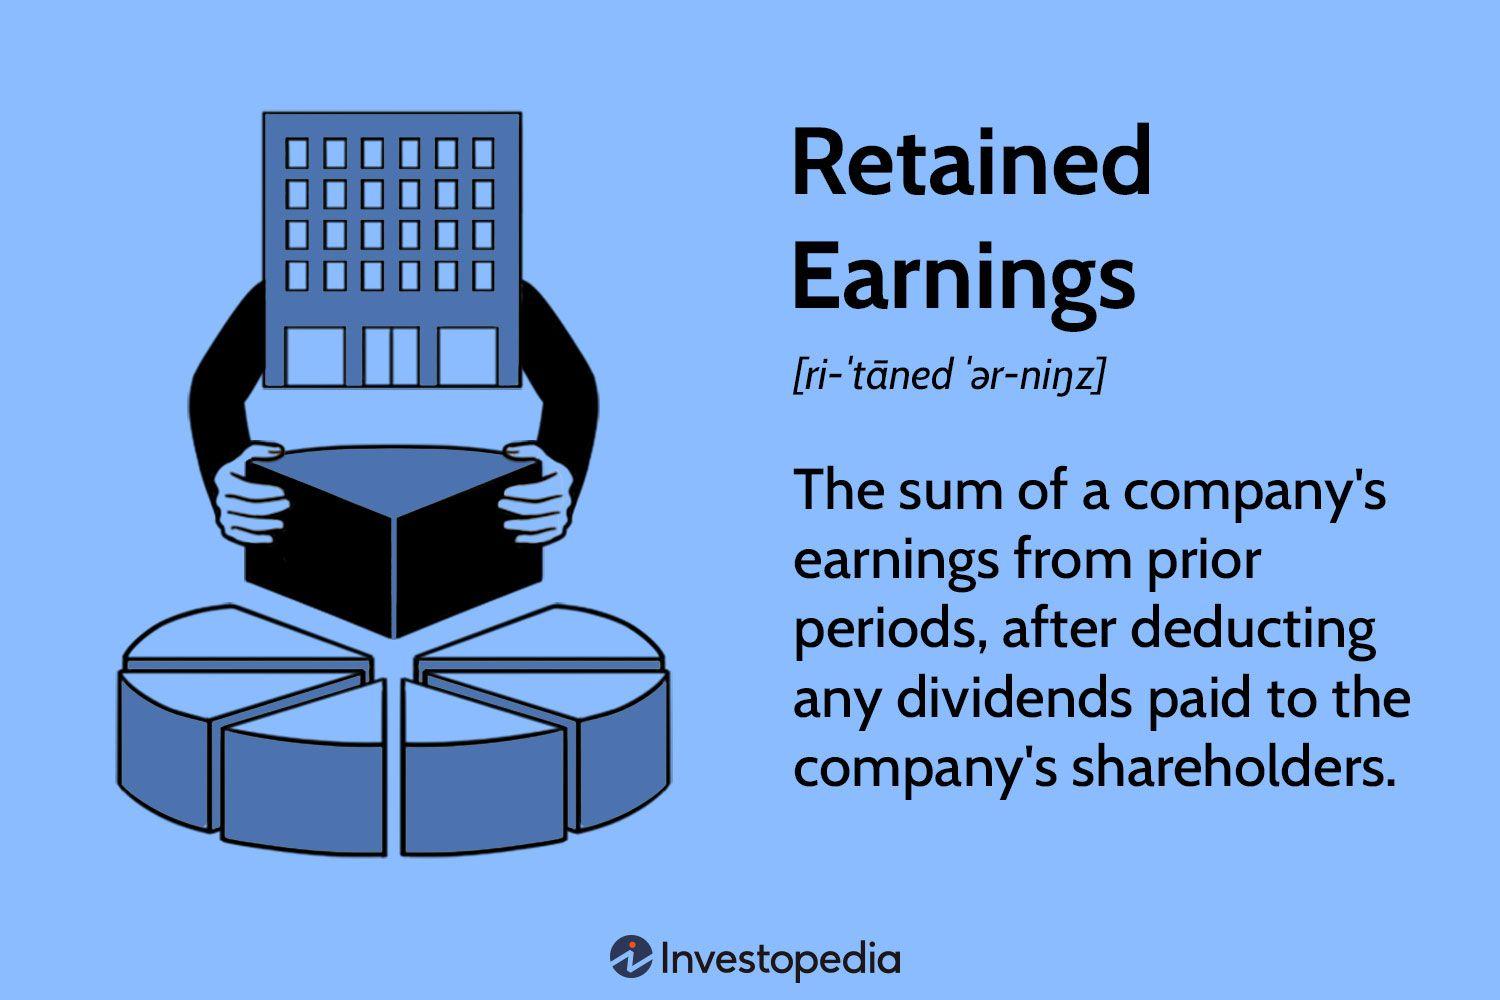 Retained
Earnings
[ri-ˈtāned ˈər-niŋz]
The sum of a company's
earnings from prior
periods, after deducting
any dividends paid to the
company's shareholders.
Investopedia